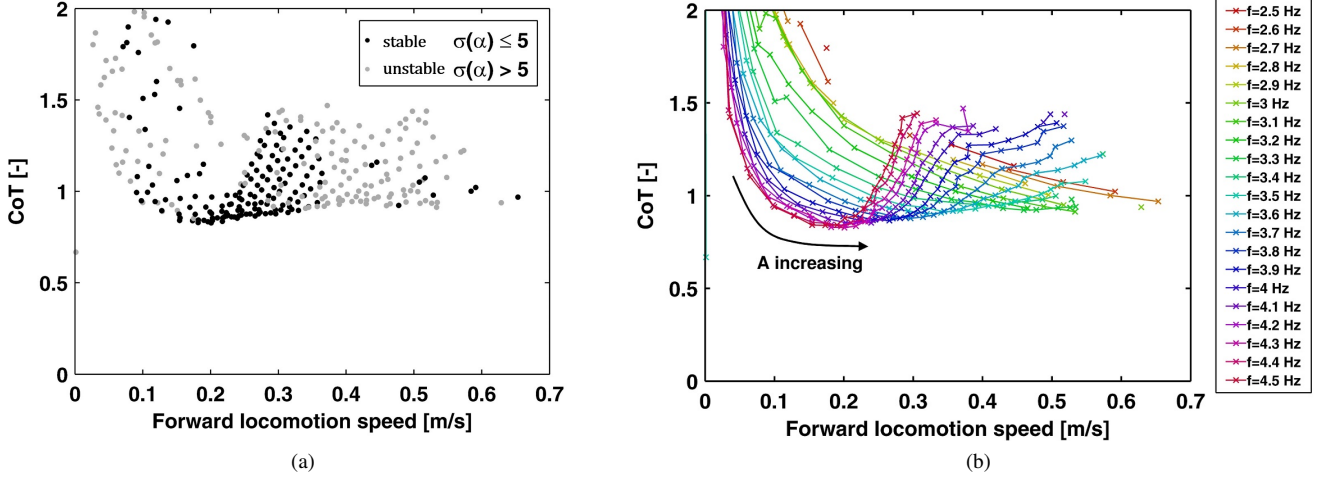 2
1.5
1
0.5
0
CoT [-]
stable σ(α) ≤ 5
unstable σ(α) > 5
0 0.1 0.2 0.3 0.4 0.5 0.6 0.7
Forward locomotion speed [m/s]
(a)
2
1.5
1
0.5
0
CoT [-]
A increasing
0 0.1 0.2 0.3 0.4 0.5 0.6 0.7
Forward locomotion speed [m/s]
(b)
f=2.5 Hz
f=2.6 Hz
f=2.7 Hz
f=2.8 Hz
f=2.9 Hz
f=3 Hz
f=3.1 Hz
f=3.2 Hz
f=3.3 Hz
f=3.4 Hz
f=3.5 Hz
f=3.6 Hz
f=3.7 Hz
f=3.8 Hz
f=3.9 Hz
f=4 Hz
f=4.1 Hz
f=4.2 Hz
f=4.3 Hz
f=4.4 Hz
f=4.5 Hz